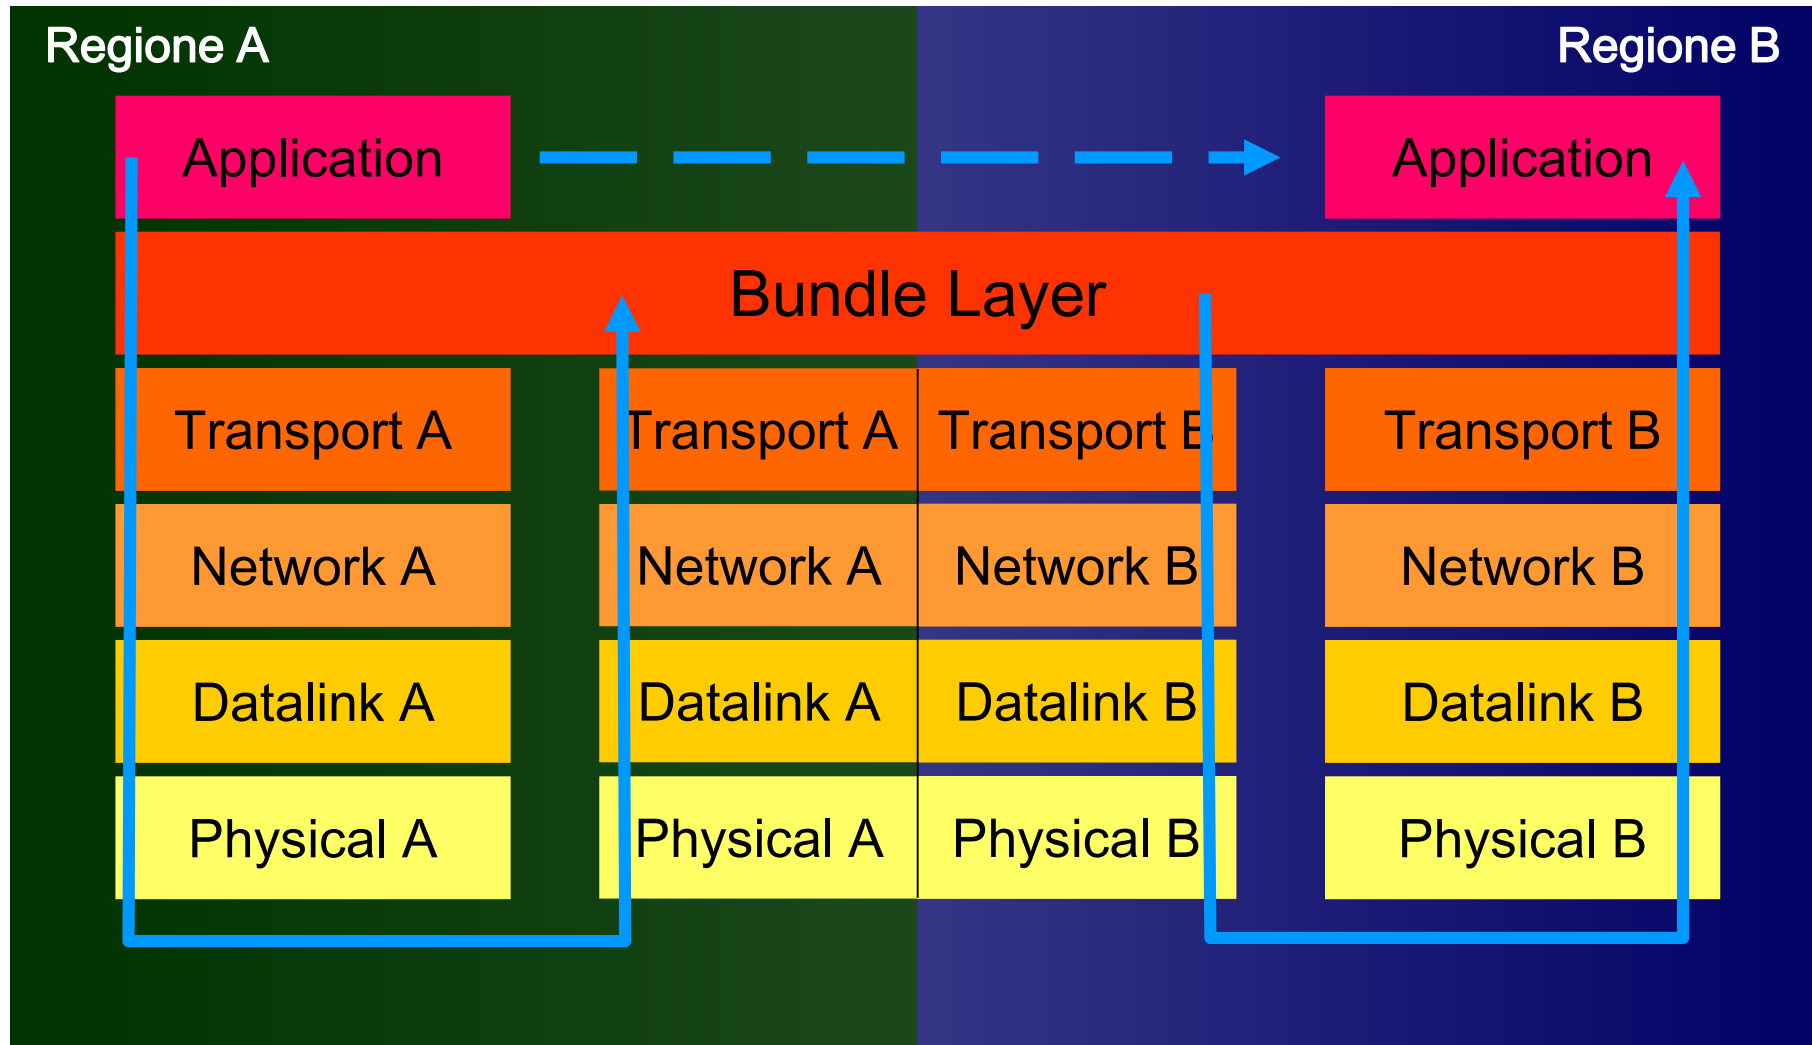 Regione A
Regione B
Application
Application
Bundle Layer
Transport A
Transport A
Transport B
Transport B
Network A
Network A
Network B
Network B
Datalink A
Datalink A
Datalink B
Datalink B
Physical A
Physical A
Physical B
Physical B